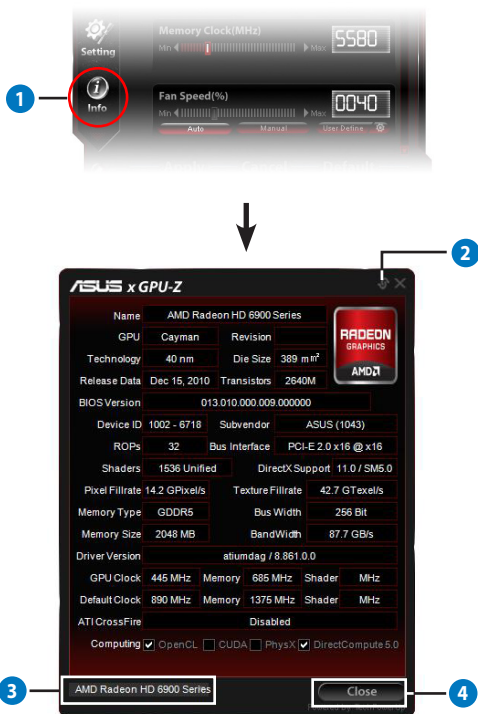 Memory Clock(MHz)
Min Max 5580
Setting
1
Info
Fan Speed(%)
Min Max 0040
Auto Manual User Define
2
ASUS x GPU-Z
Name AMD Radeon HD 6900 Series
GPU Cayman Revision
RADEON
GRAPHICS
AMD
Technology 40 nm Die Size 389 m㎡
Release Data Dec 15, 2010 Transistors 2640M
BIOS Version 013.010.000.009.000000
Device ID 1002 - 6718 Subvendor ASUS (1043)
ROPs 32 Bus Interface PCI-E 2.0 x16 @ x16
Shaders 1536 Unified DirectX Support 11.0 / SM5.0
Pixel Fillrate 14.2 GPixel/s Texture Fillrate 42.7 GTexel/s
Memory Type GDDR5 Bus Width 256 Bit
Memory Size 2048 MB BandWidth 87.7 GB/s
Driver Version atiumdag / 8.861.0.0
GPU Clock 445 MHz Memory 685 MHz Shader MHz
Default Clock 890 MHz Memory 1375 MHz Shader MHz
ATI CrossFire Disabled
Computing OpenCL CUDA PhysX DirectCompute 5.0
3
AMD Radeon HD 6900 Series
Close
4